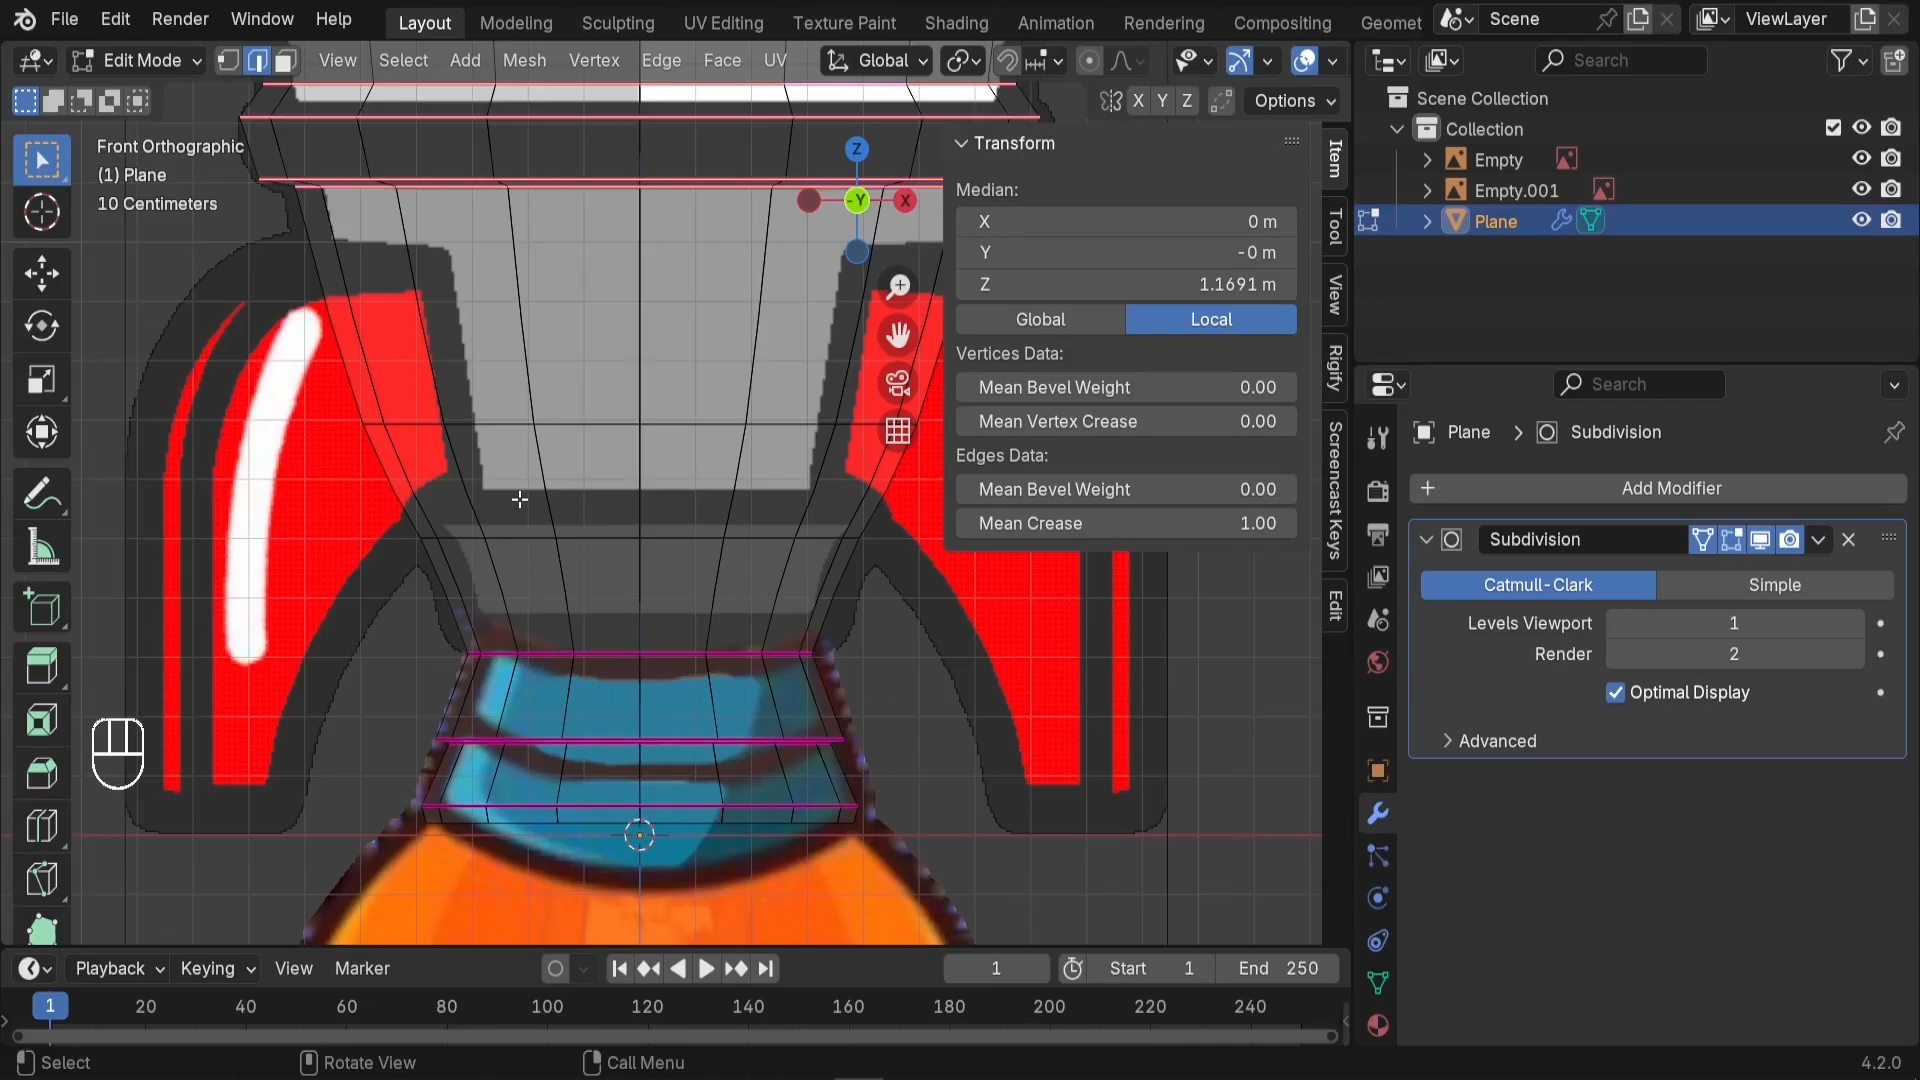 File Edit Render Window Help
Layout Modeling Sculpting UV Editing Texture Paint Shading Animation Rendering Compositing Geomet
Scene
ViewLayer
Edit Mode View Select Add Mesh Vertex Edge Face UV Global
Search
X Y Z Options
Scene Collection
Collection
Empty
Empty.001
Plane
Front Orthographic
(1) Plane
10 Centimeters
Z
-Y
X
Transform
Median:
X 0 m
Y -0 m
Z 1.1691 m
Global Local
Vertices Data:
Mean Bevel Weight 0.00
Mean Vertex Crease 0.00
Edges Data:
Mean Bevel Weight 0.00
Mean Crease 1.00
Item
Tool
View
Rigify
Screencast Keys
Edit
Search
Plane Subdivision
Add Modifier
Subdivision
Catmull-Clark Simple
Levels Viewport 1
Render 2
Optimal Display
Advanced
Playback Keying View Marker
1
Start 1 End 250
1 20 40 60 80 100 120 140 160 180 200 220 240
Select Rotate View Call Menu
4.2.0